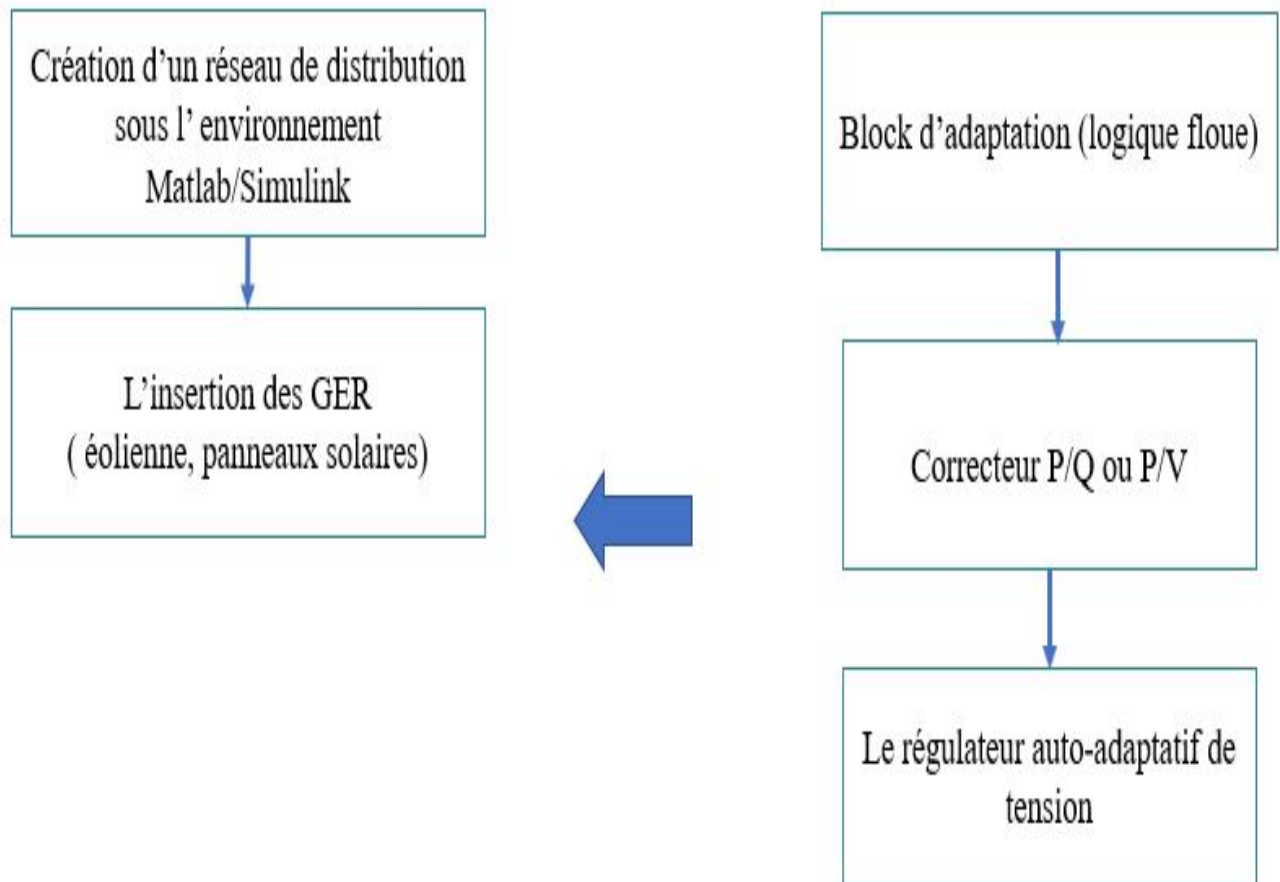 Création d’un réseau de distribution
sous l’ environnement
Matlab/Simulink
L’insertion des GER
( éolienne, panneaux solaires)
Block d’adaptation (logique floue)
Correcteur P/Q ou P/V
Le régulateur auto-adaptatif de
tension